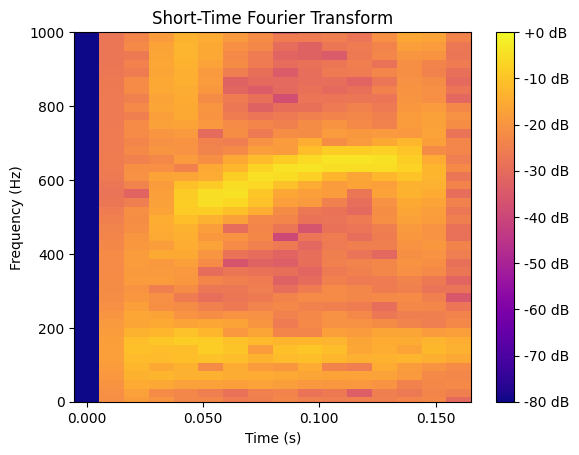 Short-Time Fourier Transform
1000
800
600
400
200
0
Frequency (Hz)
0.000
0.050
0.100
0.150
Time (s)
+0 dB
-10 dB
-20 dB
-30 dB
-40 dB
-50 dB
-60 dB
-70 dB
-80 dB